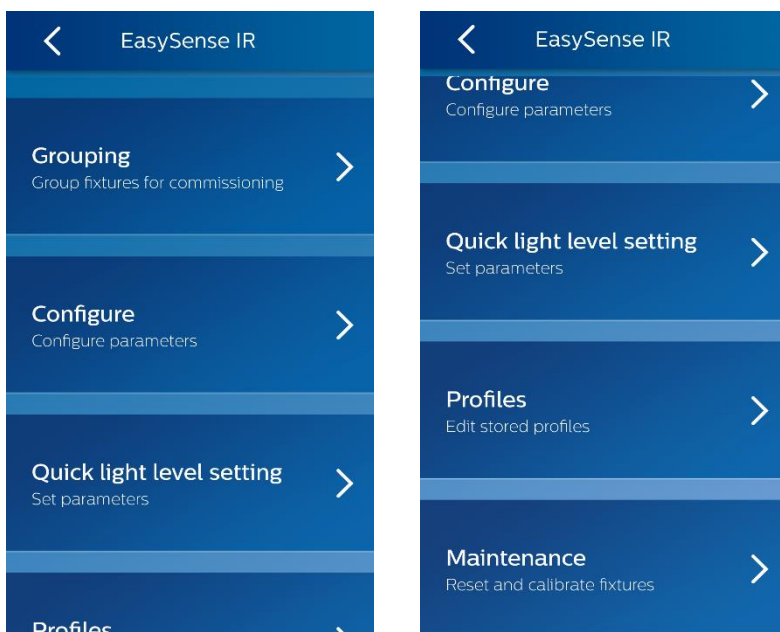 EasySense IR
Grouping
Group fixtures for commissioning
Configure
Configure parameters
Quick light level setting
Set parameters
Profiles
EasySense IR
Configure
Configure parameters
Quick light level setting
Set parameters
Profiles
Edit stored profiles
Maintenance
Reset and calibrate fixtures